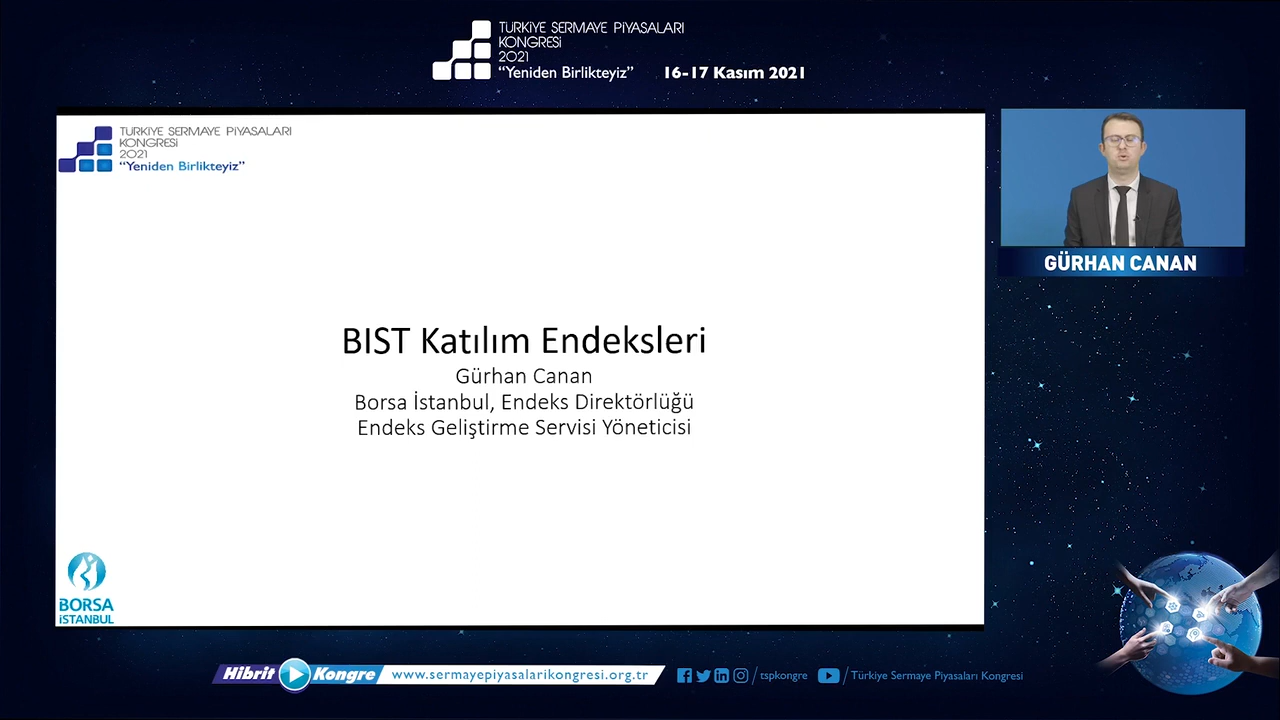 TÜRKİYE SERMAYE PİYASALARI
KONGRESİ
2021
“Yeniden Birlikteyiz”
16-17 Kasım 2021
TÜRKİYE SERMAYE PİYASALARI
KONGRESİ
2021
“Yeniden Birlikteyiz”
GÜRHAN CANAN
BIST Katılım Endeksleri
Gürhan Canan
Borsa İstanbul, Endeks Direktörlüğü
Endeks Geliştirme Servisi Yöneticisi
BORSA
İSTANBUL
Hibrit Kongre
www.sermayepiyasalarikongresi.org.tr
/ tspkongre
/ Türkiye Sermaye Piyasaları Kongresi